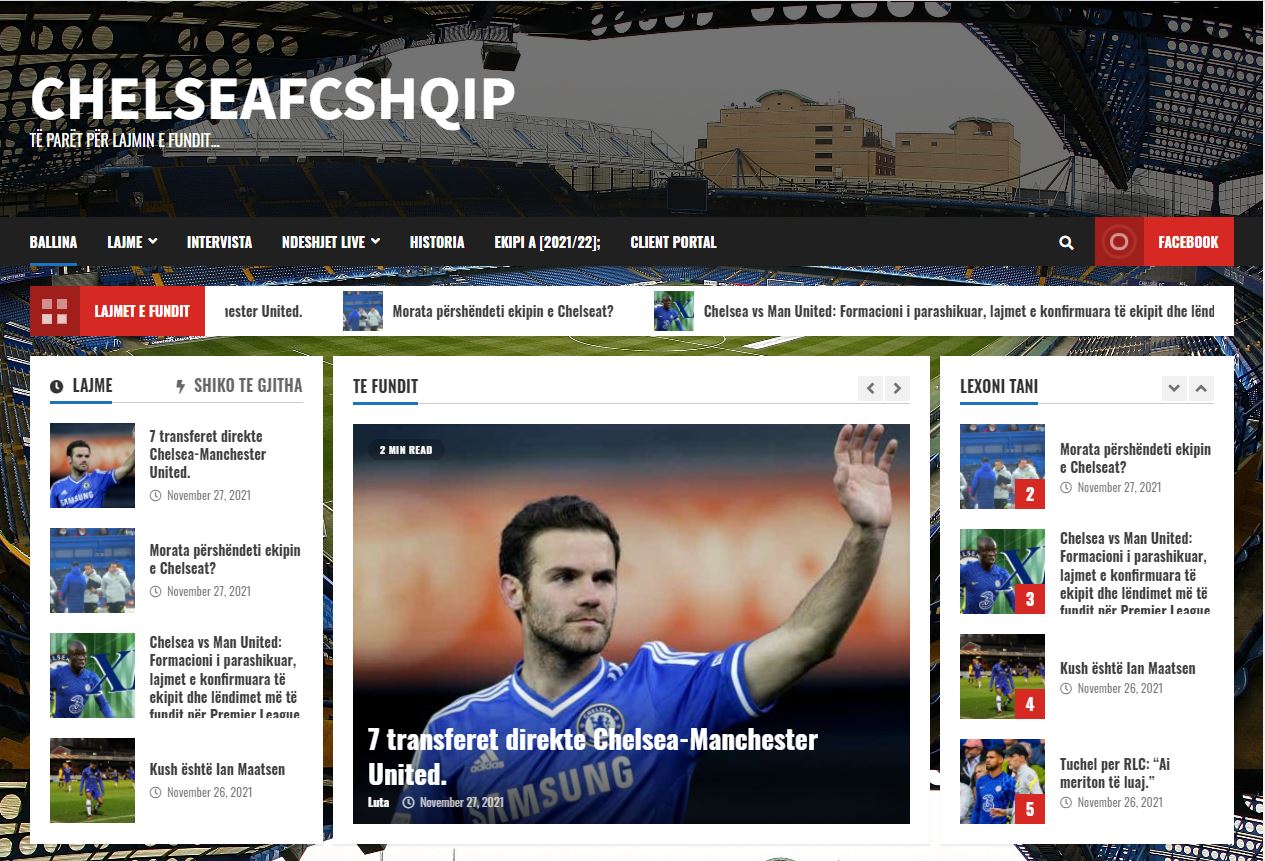 CHELSEAFCSHQIP
TË PARËT PËR LAJMIN E FUNDIT...
BALLINA LAJME INTERVISTA NDESHJET LIVE HISTORIA EKIPI A [2021/22]; CLIENT PORTAL FACEBOOK
LAJMET E FUNDIT United. Morata përshëndeti ekipin e Chelseat? Chelsea vs Man United: Formacioni i parashikuar, lajmet e konfirmuara të ekipit dhe lënd
LAJME SHIKO TE GJITHA
7 transferet direkte
Chelsea-Manchester
United.
November 27, 2021
Morata përshëndeti ekipin
e Chelseat?
November 27, 2021
Chelsea vs Man United:
Formacioni i parashikuar,
lajmet e konfirmuara të
ekipit dhe lëndimet më të
fundit për Premier League
Kush është Ian Maatsen
November 26, 2021
TE FUNDIT
2 MIN READ
adidas
SAMSUNG
7 transferet direkte Chelsea-Manchester
United.
Luta November 27, 2021
LEXONI TANI
2
Morata përshëndeti ekipin
e Chelseat?
November 27, 2021
3
Chelsea vs Man United:
Formacioni i parashikuar,
lajmet e konfirmuara të
ekipit dhe lëndimet më të
fundit për Premier League
4
Kush është Ian Maatsen
November 26, 2021
5
Tuchel per RLC: “Ai
meriton të luaj.”
November 26, 2021